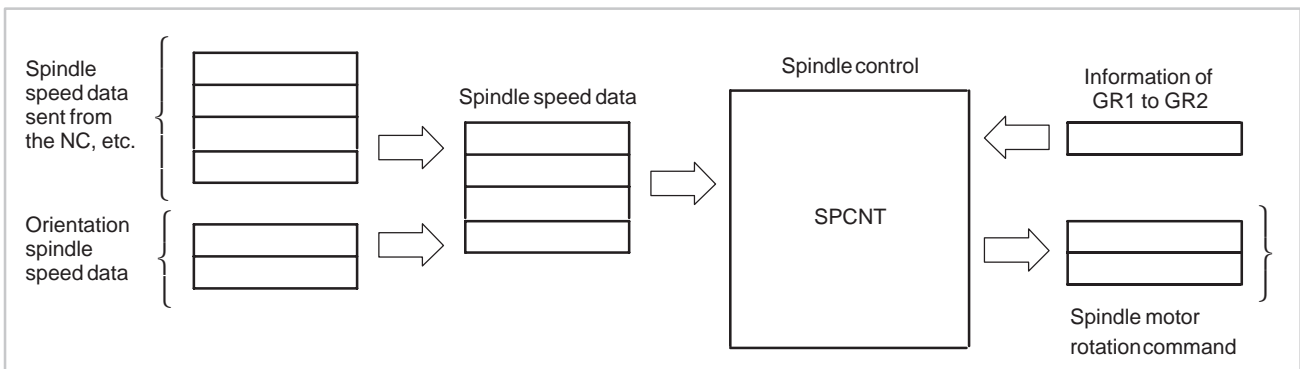 Spindle
speed data
sent from
the NC, etc.
Orientation
spindle
speed data
Spindle speed data
Spindle control
SPCNT
Information of
GR1 to GR2
Spindle motor
rotation command